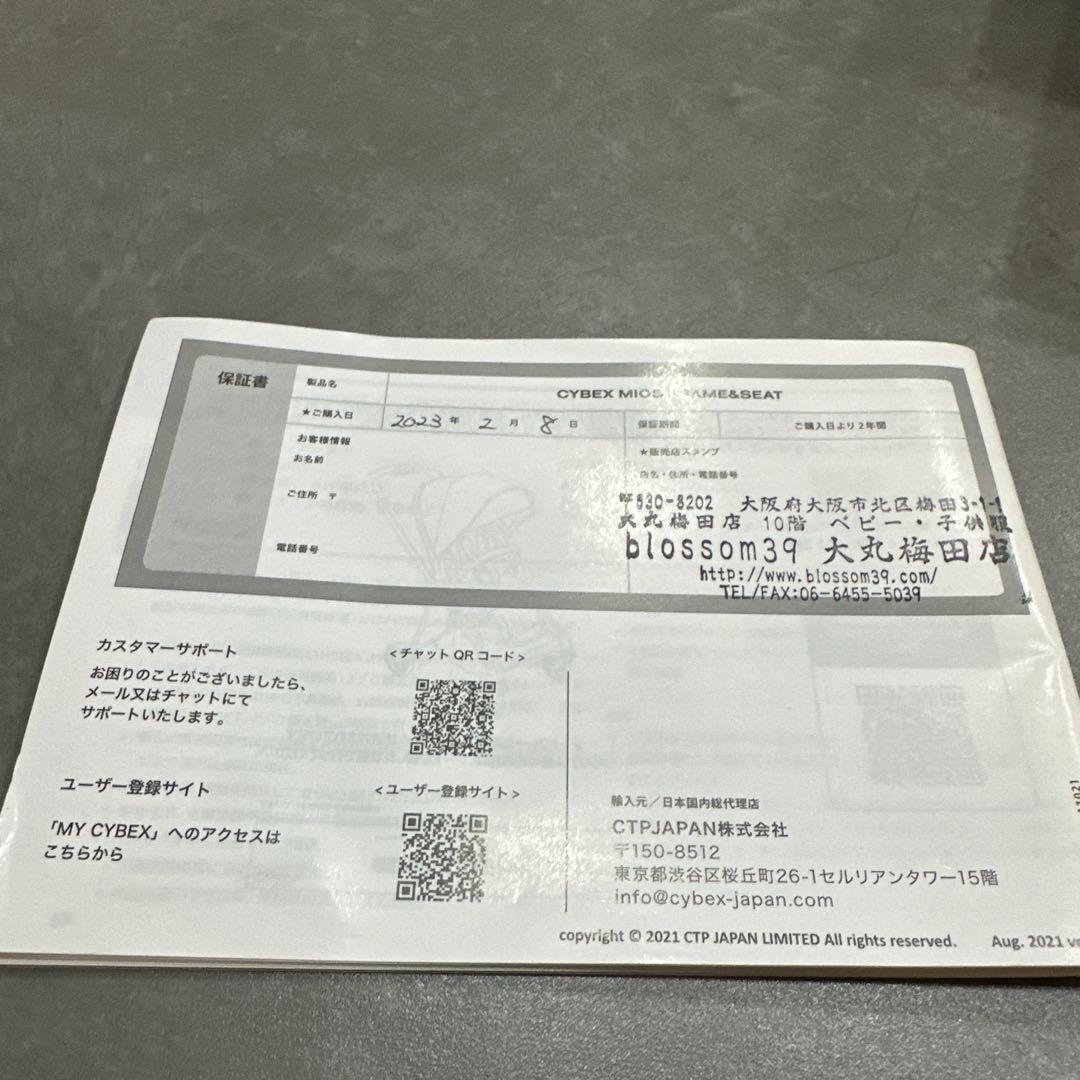 保証書
製品名 CYBEX MIOS FRAME&SEAT
★ご購入日 2023 年 2 月 8 日 保証期間 ご購入日より2年間
お客様情報
お名前
ご住所 〒
電話番号
★販売店スタンプ
店名・住所・電話番号
〒530-8202 大阪府大阪市北区梅田3-1-1
大丸梅田店 10階 ベビー・子供服
blossom39 大丸梅田店
http://www.blossom39.com/
TEL/FAX:06-6455-5039
カスタマーサポート
お困りのことがございましたら、
メール又はチャットにて
サポートいたします。
<チャットQRコード>
ユーザー登録サイト
「MY CYBEX」へのアクセスは
こちらから
<ユーザー登録サイト>
輸入元/日本国内総代理店
CTPJAPAN株式会社
〒150-8512
東京都渋谷区桜丘町26-1セルリアンタワー15階
info@cybex-japan.com
copyright © 2021 CTP JAPAN LIMITED All rights reserved. Aug. 2021